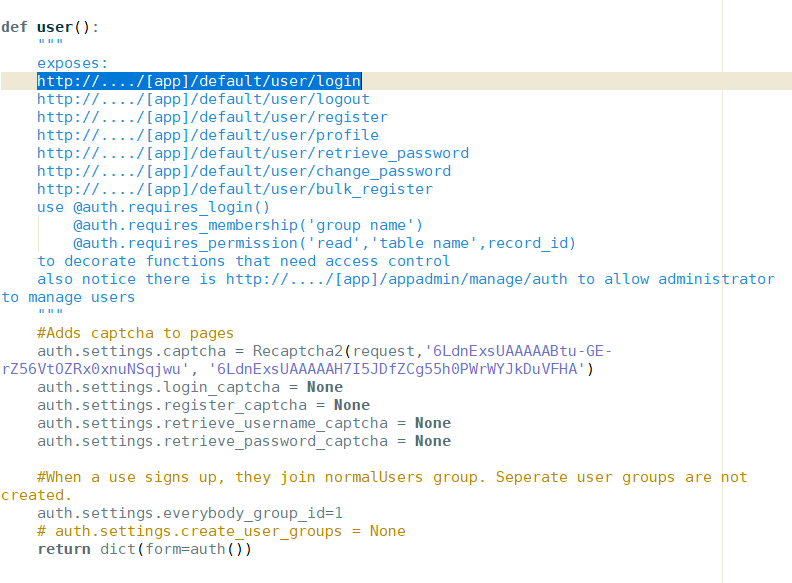 def user():
    """
    exposes:
    http://..../[app]/default/user/login
    http://..../[app]/default/user/logout
    http://..../[app]/default/user/register
    http://..../[app]/default/user/profile
    http://..../[app]/default/user/retrieve_password
    http://..../[app]/default/user/change_password
    http://..../[app]/default/user/bulk_register
    use @auth.requires_login()
        @auth.requires_membership('group name')
        @auth.requires_permission('read','table name',record_id)
    to decorate functions that need access control
    also notice there is http://..../[app]/appadmin/manage/auth to allow administrator
to manage users
    """
    #Adds captcha to pages
    auth.settings.captcha = Recaptcha2(request,'6LdnExsUAAAAABtu-GE-
rZ56VtOZRx0xnuNSqjwu', '6LdnExsUAAAAAH7I5JDfZCg55h0PWrWYJkDuVFHA')
    auth.settings.login_captcha = None
    auth.settings.register_captcha = None
    auth.settings.retrieve_username_captcha = None
    auth.settings.retrieve_password_captcha = None
    #When a use signs up, they join normalUsers group. Seperate user groups are not
created.
    auth.settings.everybody_group_id=1
    # auth.settings.create_user_groups = None
    return dict(form=auth())